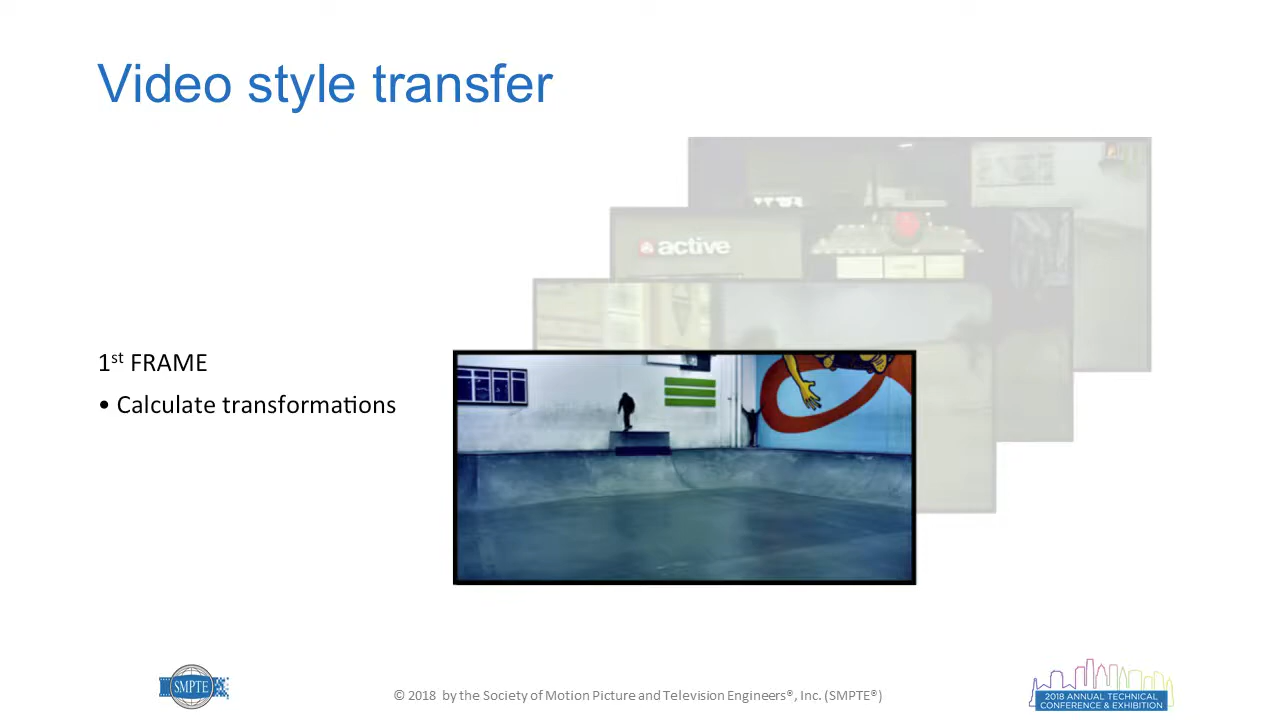 Video style transfer
active
1st FRAME
• Calculate transformations
SMPTE
© 2018 by the Society of Motion Picture and Television Engineers®, Inc. (SMPTE®)
2018 ANNUAL TECHNICAL
CONFERENCE & EXHIBITION